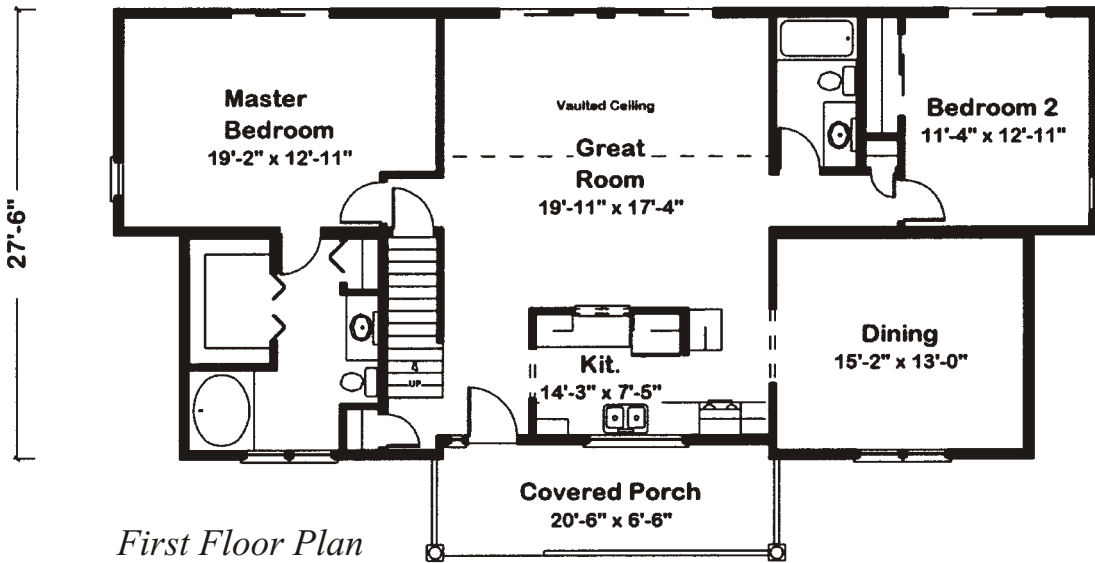 Master
Bedroom
19'-2" x 12'-11"
Vaulted Ceiling
Great
Room
19'-11" x 17'-4"
Bedroom 2
11'-4" x 12'-11"
27'-6"
UP
Kit.
14'-3" x 7'-5"
Dining
15'-2" x 13'-0"
Covered Porch
20'-6" x 6'-6"
First Floor Plan